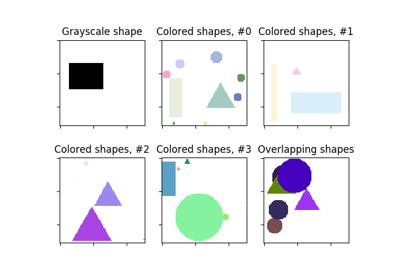 Grayscale shape
Colored shapes, #0
Colored shapes, #1
Colored shapes, #2
Colored shapes, #3
Overlapping shapes